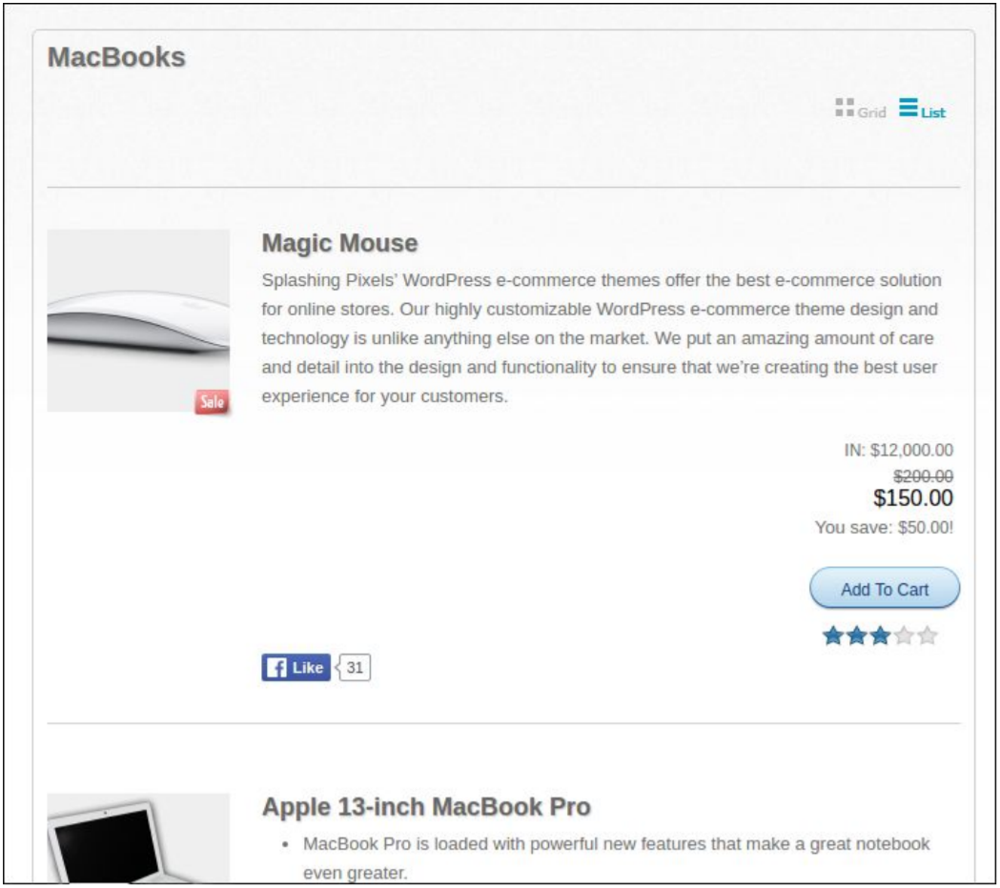 MacBooks
Grid List
Magic Mouse
Splashing Pixels’ WordPress e-commerce themes offer the best e-commerce solution
for online stores. Our highly customizable WordPress e-commerce theme design and
technology is unlike anything else on the market. We put an amazing amount of care
and detail into the design and functionality to ensure that we’re creating the best user
experience for your customers.
Sale
IN: $12,000.00
$200.00
$150.00
You save: $50.00!
Add To Cart
f Like 31
Apple 13-inch MacBook Pro
• MacBook Pro is loaded with powerful new features that make a great notebook
even greater.